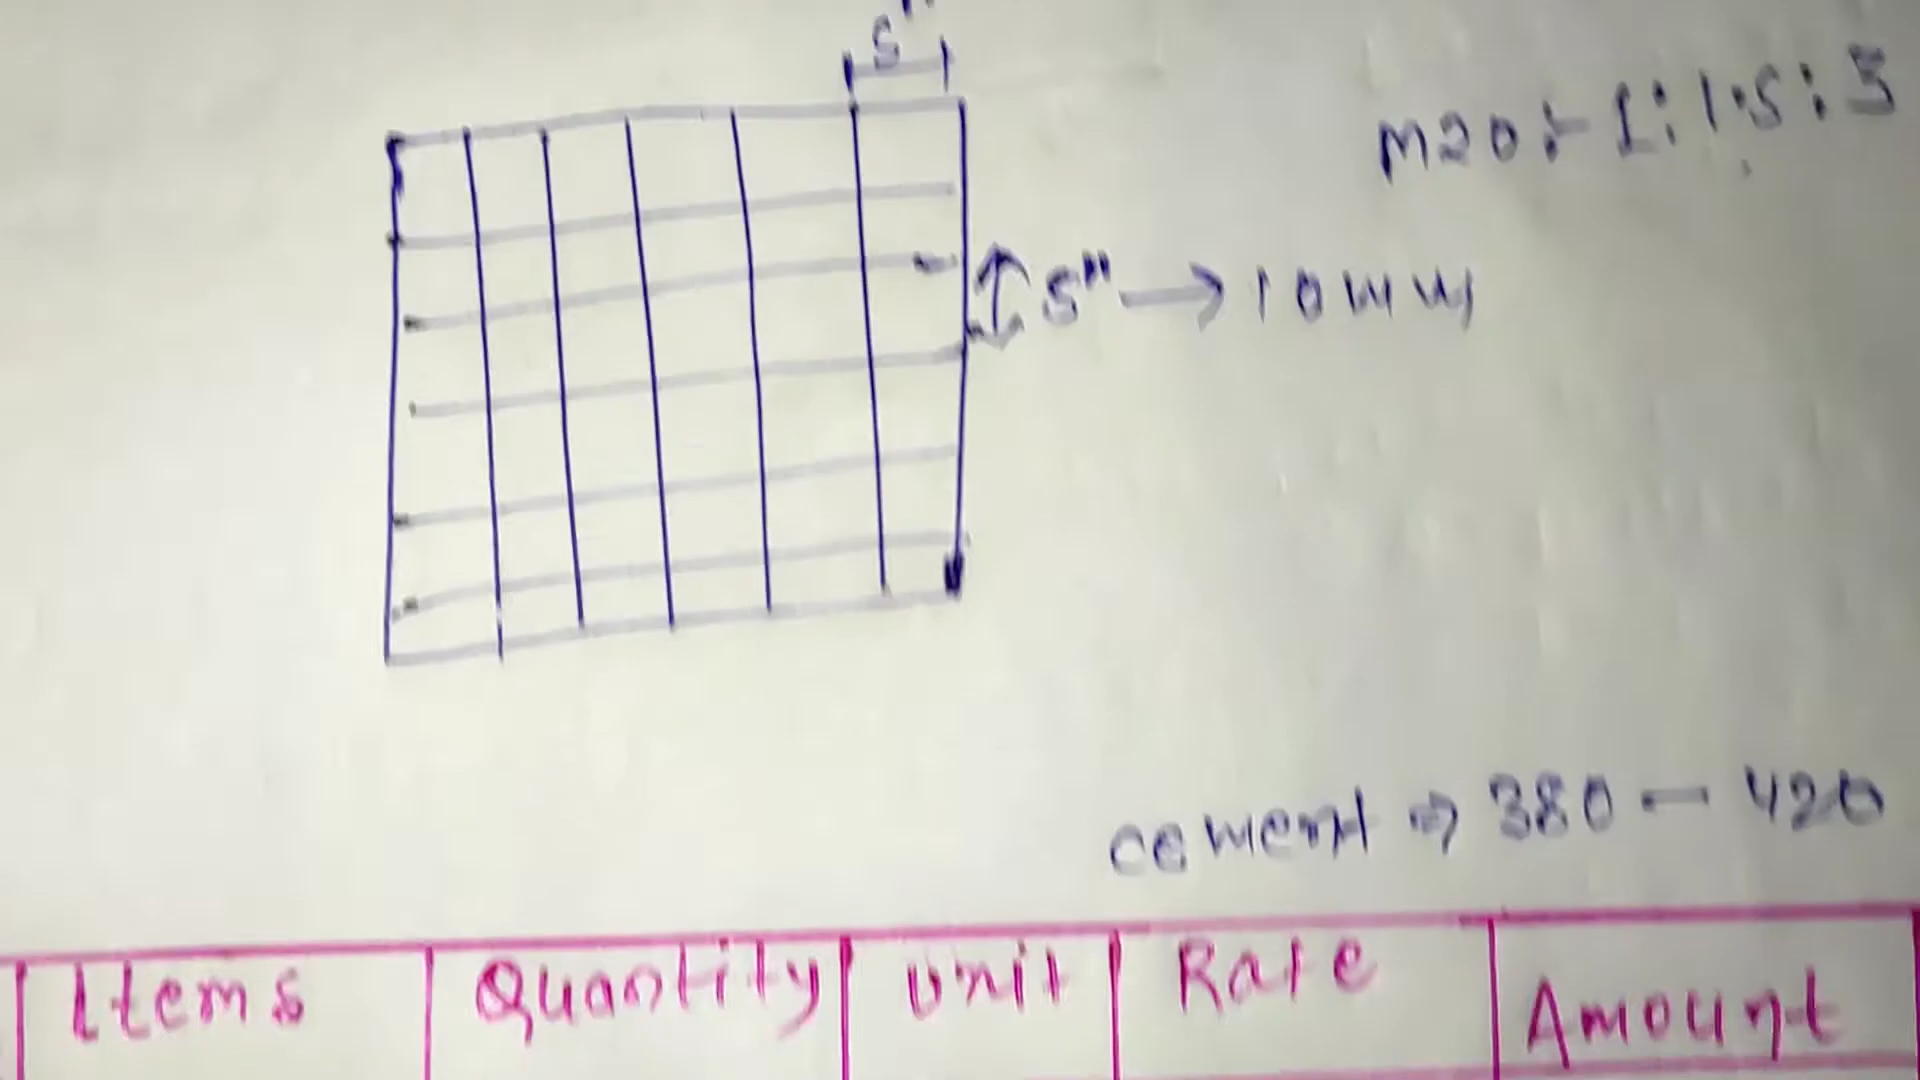 5"
M20:- 1:1.5:3
5" → 10mm
cement ⇒ 380 - 420
Items Quantity Unit Rate Amount